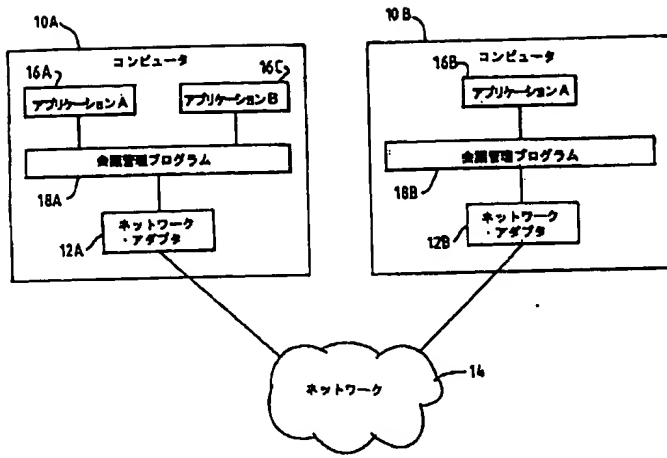 10A
10B
コンピュータ
コンピュータ
16A
16C
16B
アプリケーションA
アプリケーションB
アプリケーションA
会議管理プログラム
会議管理プログラム
18A
18B
ネットワーク
・アダプタ
12A
ネットワーク
・アダプタ
12B
ネットワーク
14